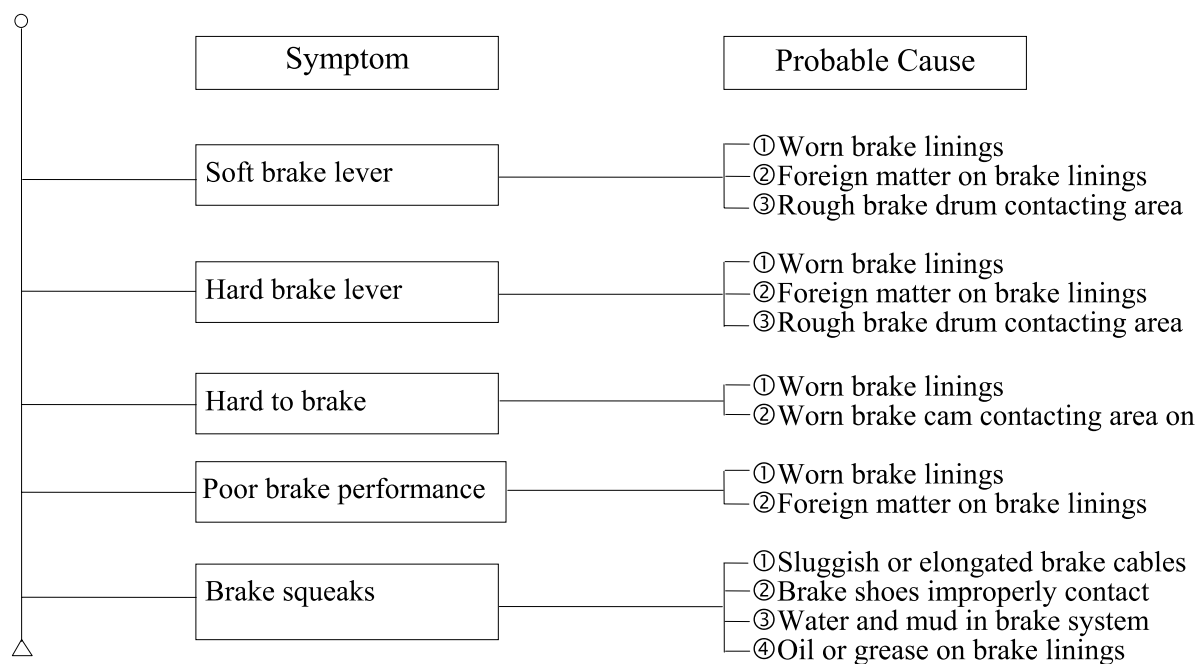 Symptom
Probable Cause
Soft brake lever
①Worn brake linings
②Foreign matter on brake linings
③Rough brake drum contacting area
Hard brake lever
①Worn brake linings
②Foreign matter on brake linings
③Rough brake drum contacting area
Hard to brake
①Worn brake linings
②Worn brake cam contacting area on
Poor brake performance
①Worn brake linings
②Foreign matter on brake linings
Brake squeaks
①Sluggish or elongated brake cables
②Brake shoes improperly contact
③Water and mud in brake system
④Oil or grease on brake linings